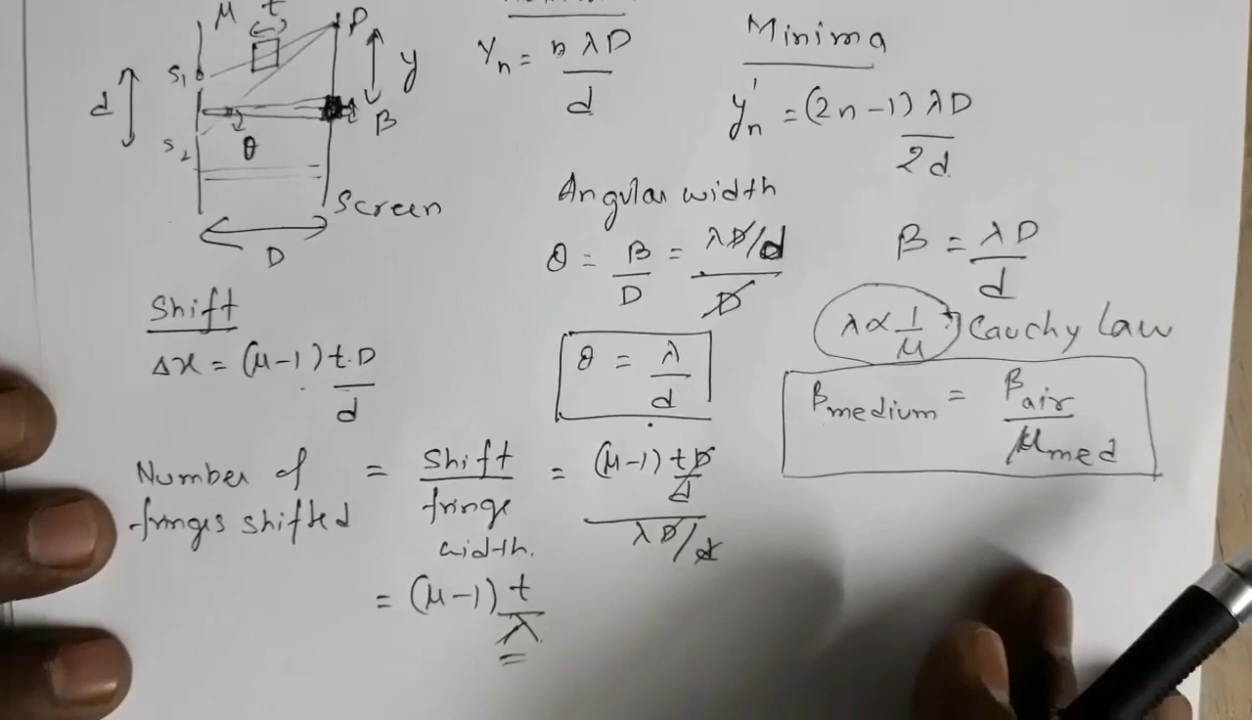 μ t
P
S₁
d
y
β
θ
S₂
Screen
D
yₙ = nλD/d
Minima
y'ₙ = (2n-1) λD/2d
Angular width
θ = β/D = λD/d/D
β = λD/d
θ = λ/d
λ ∝ 1/μ Cauchy Law
βmedium = βair/μmed
Shift
Δx = (μ-1) t.D/d
Number of fringes shifted = Shift/fringe width. = (μ-1) tD/d/λD/d
= (μ-1) t/λ